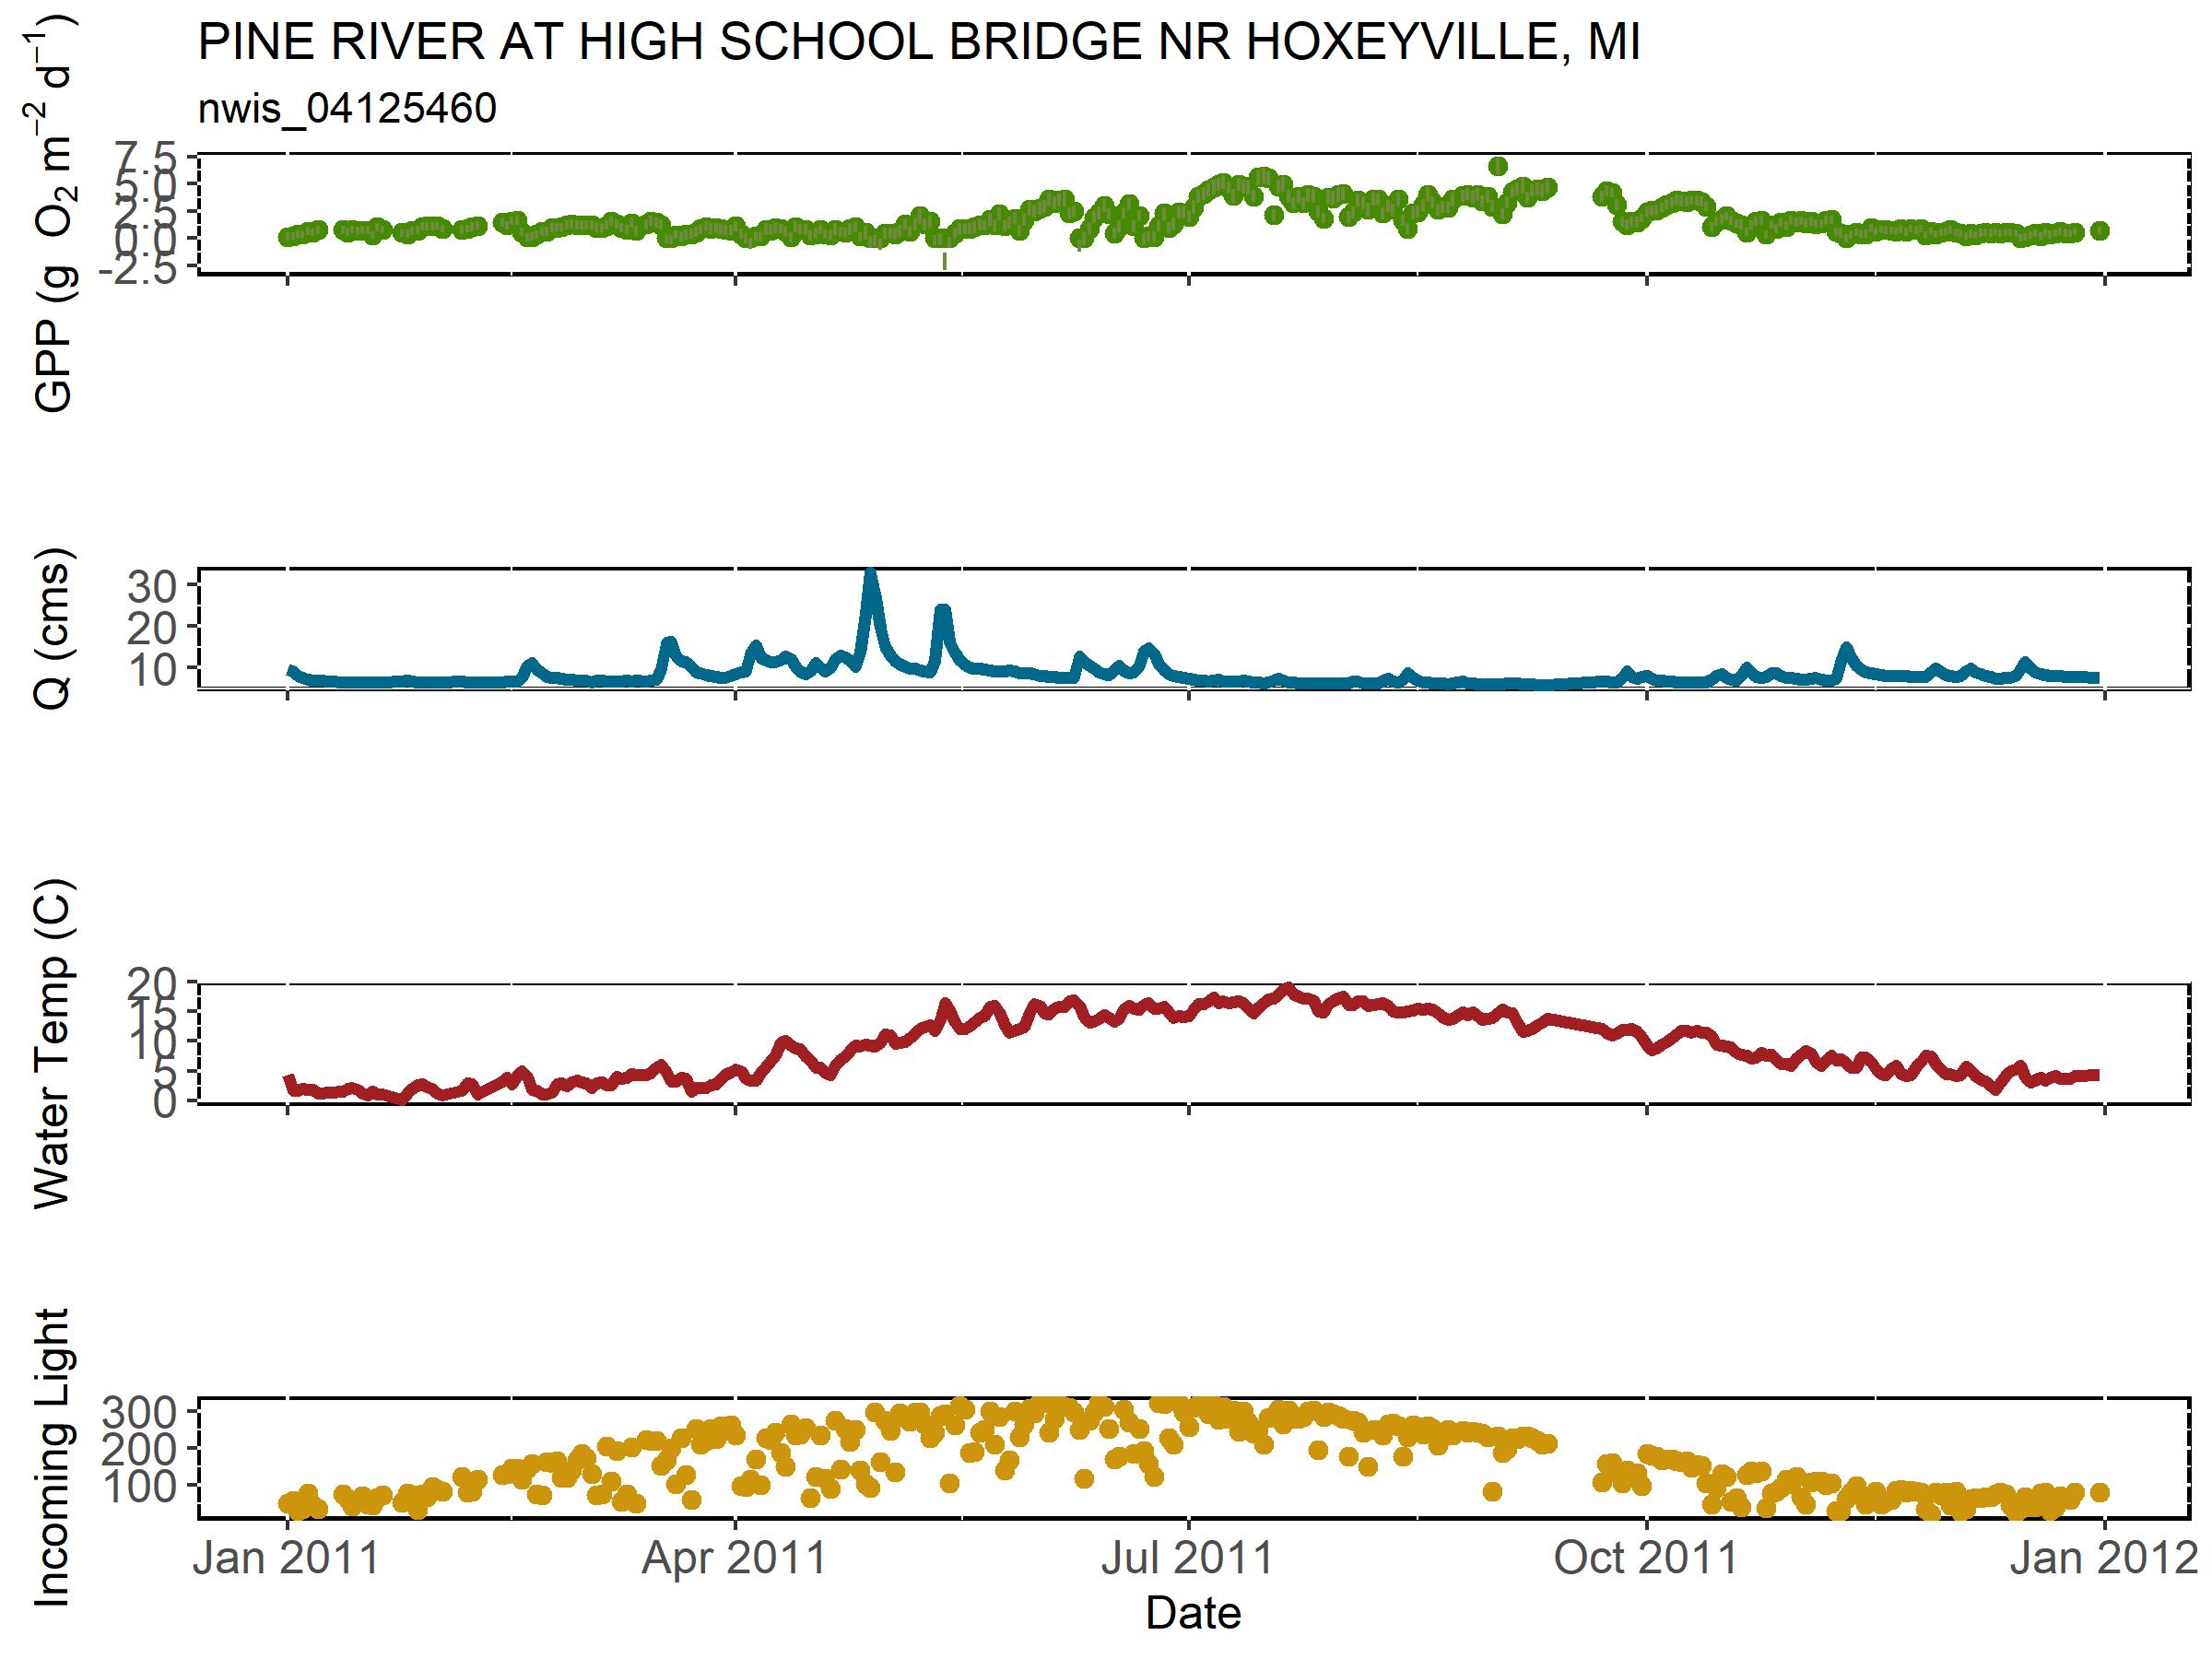 PINE RIVER AT HIGH SCHOOL BRIDGE NR HOXEYVILLE, MI
nwis_04125460
GPP (g O₂ m⁻² d⁻¹)
7.5
5.0
2.5
0.0
-2.5
Q (cms)
30
20
10
Water Temp (C)
20
15
10
5
0
Incoming Light
300
200
100
Jan 2011 Apr 2011 Jul 2011 Oct 2011 Jan 2012
Date